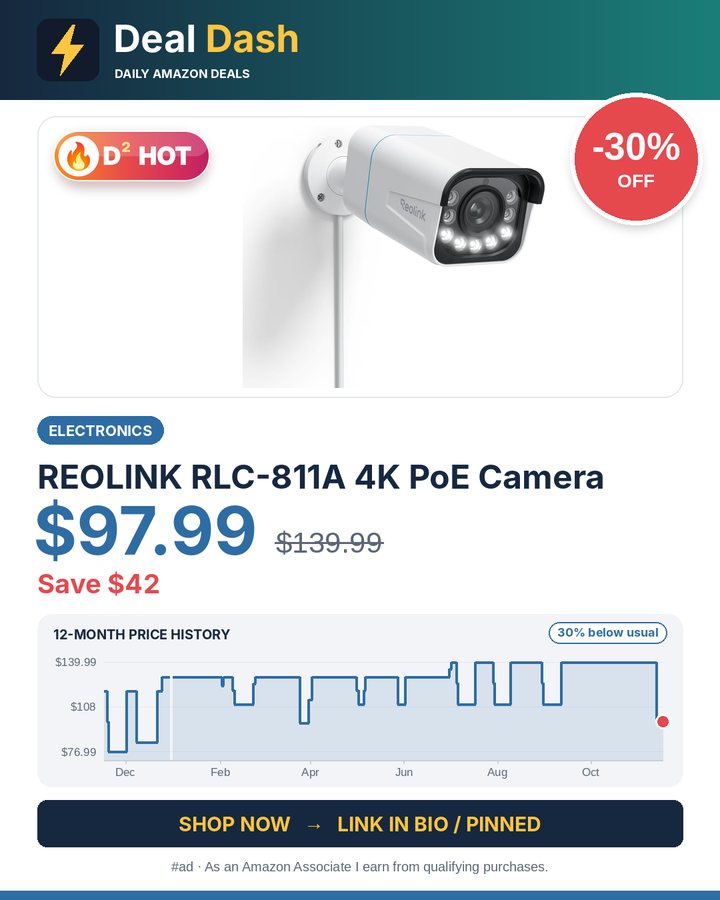 Deal Dash
DAILY AMAZON DEALS
D² HOT
-30%
OFF
Reolink
ELECTRONICS
REOLINK RLC-811A 4K PoE Camera
$97.99 $139.99
Save $42
12-MONTH PRICE HISTORY
30% below usual
$139.99
$108
$76.99
Dec Feb Apr Jun Aug Oct
SHOP NOW → LINK IN BIO / PINNED
#ad · As an Amazon Associate I earn from qualifying purchases.